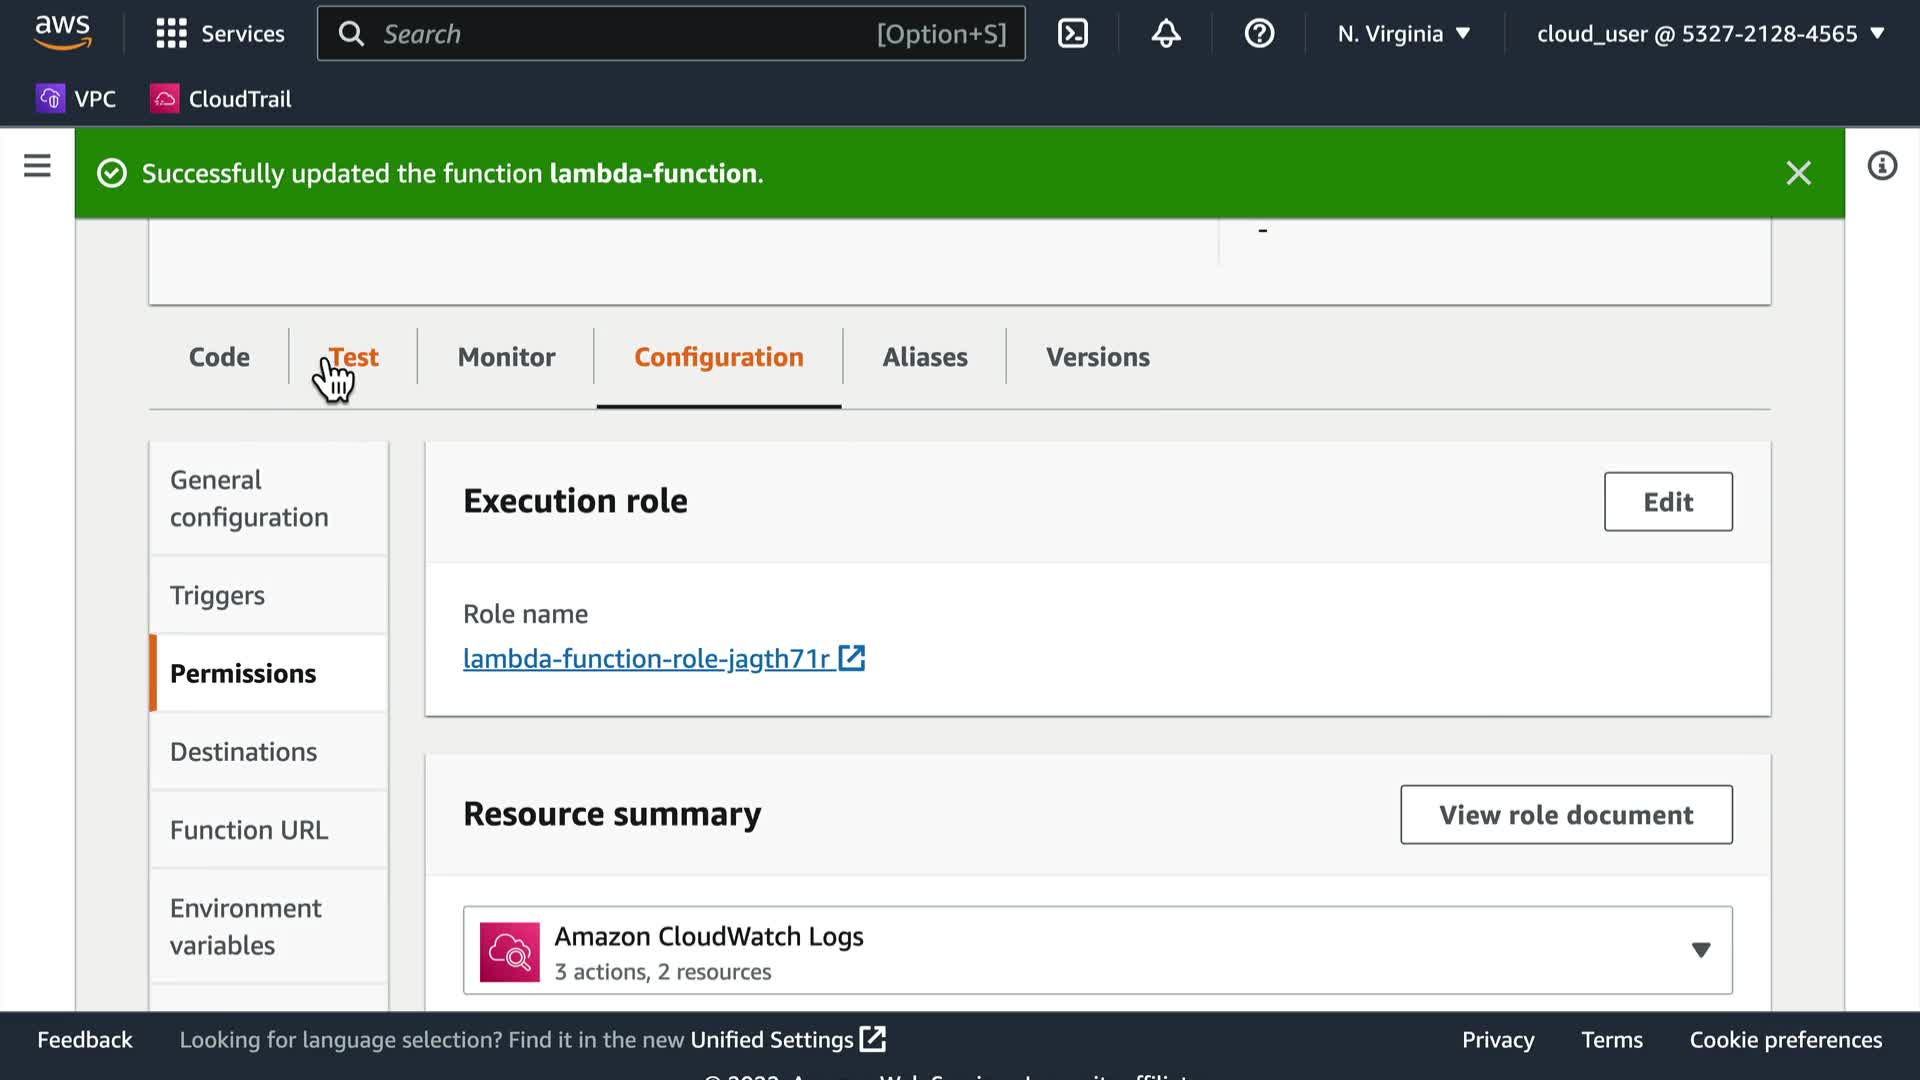 aws
Services
Search
[Option+S]
N. Virginia
cloud_user @ 5327-2128-4565
VPC
CloudTrail
Successfully updated the function lambda-function.
-
Code
Test
Monitor
Configuration
Aliases
Versions
General
configuration
Triggers
Permissions
Destinations
Function URL
Environment
variables
Execution role
Edit
Role name
lambda-function-role-jagth71r
Resource summary
View role document
Amazon CloudWatch Logs
3 actions, 2 resources
Feedback
Looking for language selection? Find it in the new Unified Settings
Privacy
Terms
Cookie preferences